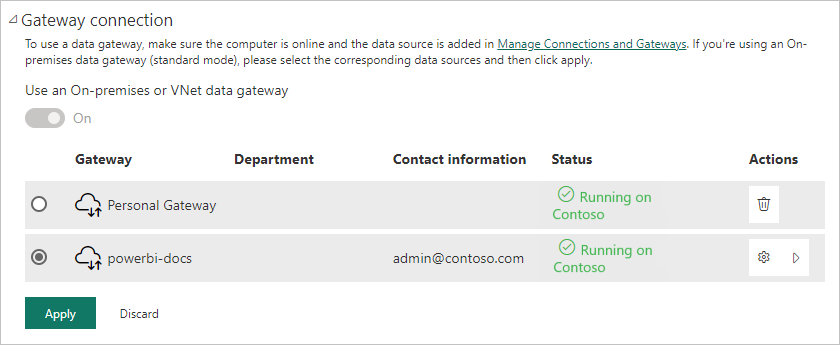 Gateway connection
To use a data gateway, make sure the computer is online and the data source is added in Manage Connections and Gateways. If you're using an On-
premises data gateway (standard mode), please select the corresponding data sources and then click apply.
Use an On-premises or VNet data gateway
On
Gateway Department Contact information Status Actions
Personal Gateway Running on
Contoso
powerbi-docs admin@contoso.com Running on
Contoso
Apply Discard